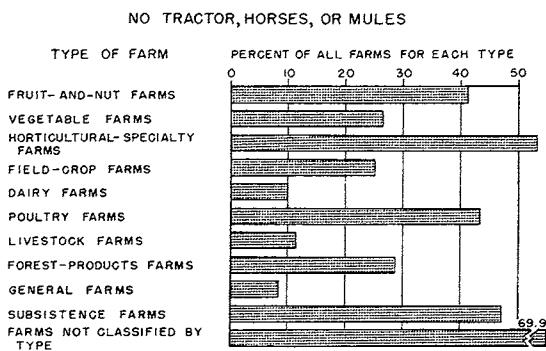 NO TRACTOR, HORSES, OR MULES
TYPE OF FARM
PERCENT OF ALL FARMS FOR EACH TYPE
0 10 20 30 40 50
FRUIT-AND-NUT FARMS
VEGETABLE FARMS
HORTICULTURAL-SPECIALTY
FARMS
FIELD-CROP FARMS
DAIRY FARMS
POULTRY FARMS
LIVESTOCK FARMS
FOREST-PRODUCTS FARMS
GENERAL FARMS
SUBSISTENCE FARMS
69.9
FARMS NOT CLASSIFIED BY
TYPE